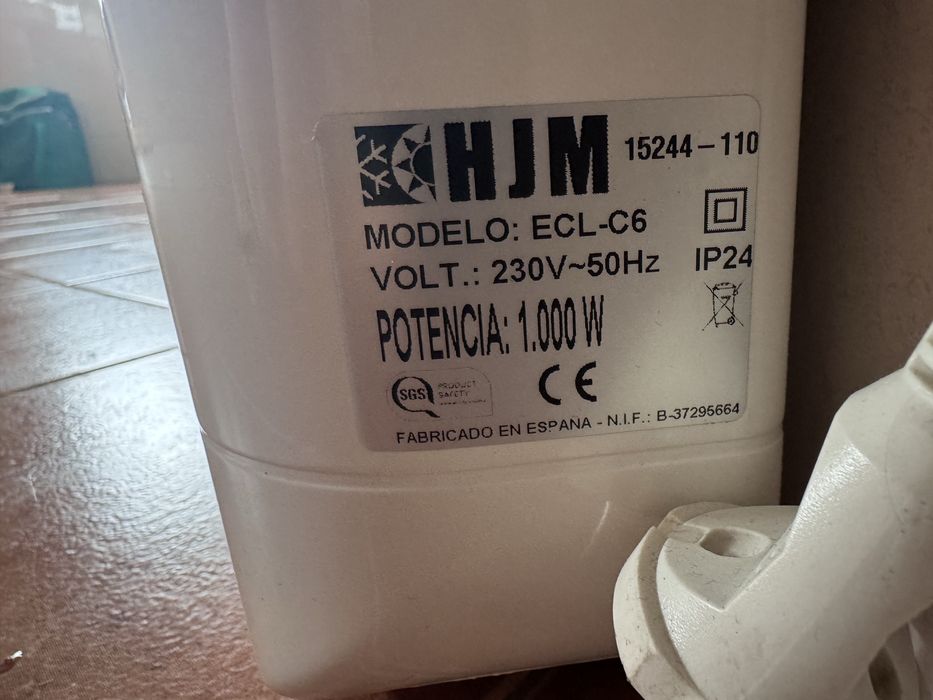 HJM 15244-110
MODELO: ECL-C6
VOLT.: 230V~50Hz IP24
POTENCIA: 1.000 W
SGS PRODUCT SAFETY
CE
FABRICADO EN ESPAÑA - N.I.F.: B-37295664